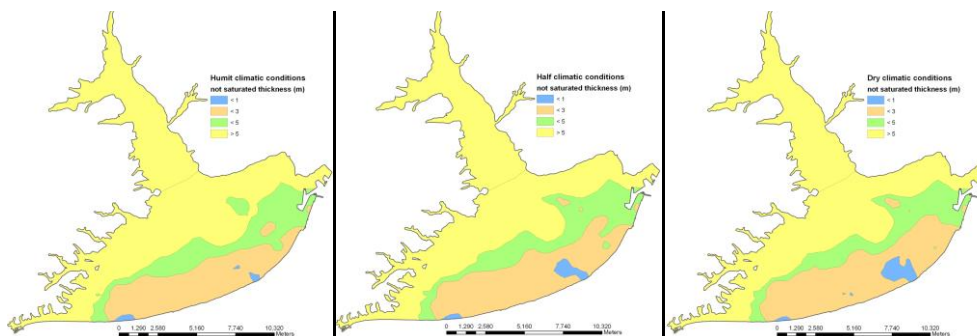 Humit climatic conditions
not saturated thickness (m)
< 1
< 3
< 5
> 5
0 1.290 2.580 5.160 7.740 10.320
Meters
Half climatic conditions
not saturated thickness (m)
< 1
< 3
< 5
> 5
0 1.290 2.580 5.160 7.740 10.320
Meters
Dry climatic conditions
not saturated thickness (m)
< 1
< 3
< 5
> 5
0 1.290 2.580 5.160 7.740 10.320
Meters